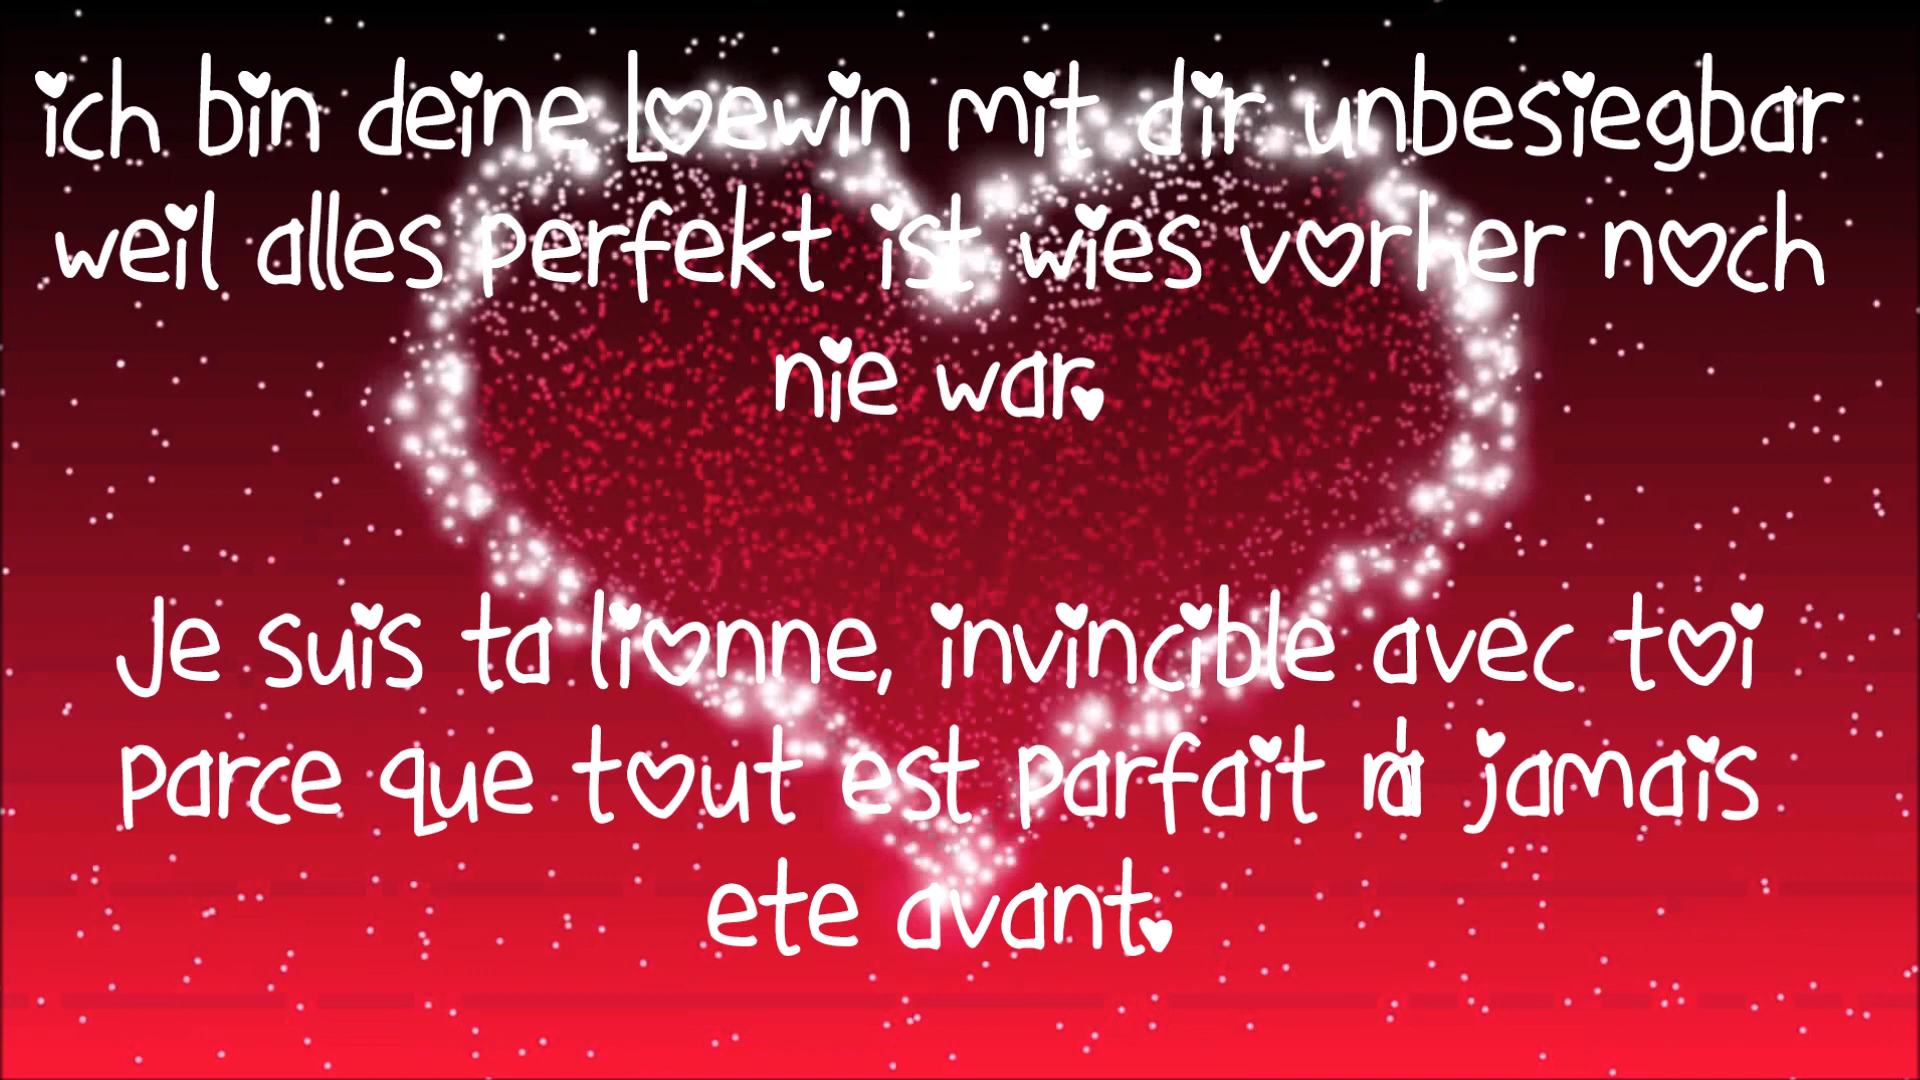 ich bin deine Loewin mit dir unbesiegbar
weil alles perfekt ist wies vorher noch
nie war.
Je suis ta lionne, invincible avec toi
parce que tout est parfait n'a jamais
ete avant.